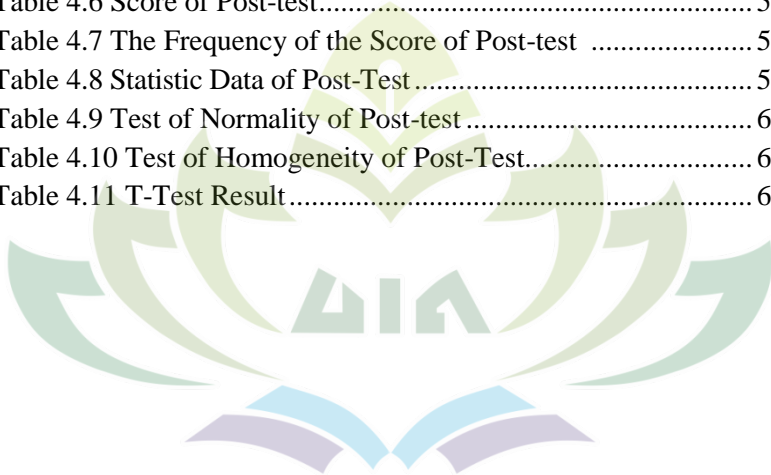 Table 4.6 Score of Post-test.......................................................... 5
Table 4.7 The Frequency of the Score of Post-test ........................ 5
Table 4.8 Statistic Data of Post-Test................................................ 5
Table 4.9 Test of Normality of Post-test.......................................... 6
Table 4.10 Test of Homogeneity of Post-Test................................. 6
Table 4.11 T-Test Result.................................................................. 6